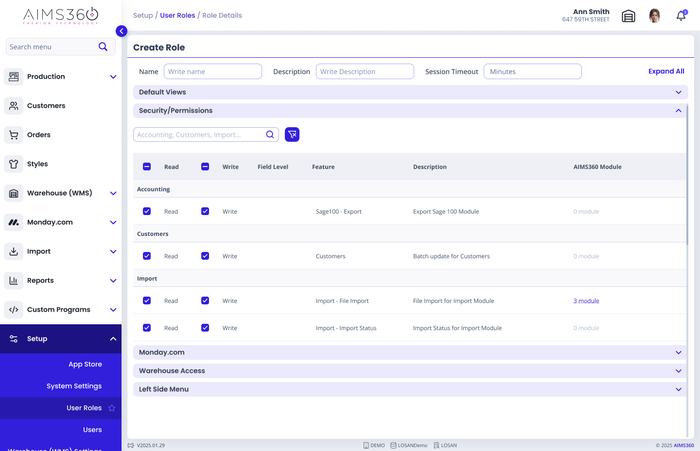 AIMS360
FASHION TECHNOLOGY
Search menu
Production
Customers
Orders
Styles
Warehouse (WMS)
Monday.com
Import
Reports
Custom Programs
Setup
App Store
System Settings
User Roles
Users
Warehouse (WMS) Settings
Setup / User Roles / Role Details
Ann Smith
647 59TH STREET
Create Role
Name
Write name
Description
Write Description
Session Timeout
Minutes
Expand All
Default Views
Security/Permissions
Accounting, Customers, Import...
Read Write Field Level Feature Description AIMS360 Module
Accounting
Read Write Sage100 - Export Export Sage 100 Module 0 module
Customers
Read Write Customers Batch update for Customers 0 module
Import
Read Write Import - File Import File Import for Import Module 3 module
Read Write Import - Import Status Import Status for Import Module 0 module
Monday.com
Warehouse Access
Left Side Menu
V2025.01.29
DEMO
LOSANDemo
LOSAN
© 2025 AIMS360